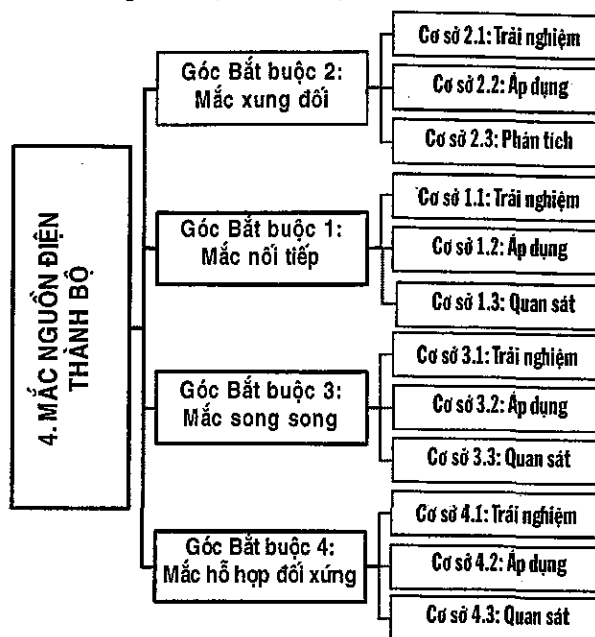 4. MẮC NGUỒN ĐIỆN
THÀNH BỘ
Góc Bắt buộc 2:
Mắc xung đối
Cơ sở 2.1: Trải nghiệm
Cơ sở 2.2: Áp dụng
Cơ sở 2.3: Phân tích
Góc Bắt buộc 1:
Mắc nối tiếp
Cơ sở 1.1: Trải nghiệm
Cơ sở 1.2: Áp dụng
Cơ sở 1.3: Quan sát
Góc Bắt buộc 3:
Mắc song song
Cơ sở 3.1: Trải nghiệm
Cơ sở 3.2: Áp dụng
Cơ sở 3.3: Quan sát
Góc Bắt buộc 4:
Mắc hỗ hợp đối xứng
Cơ sở 4.1: Trải nghiệm
Cơ sở 4.2: Áp dụng
Cơ sở 4.3: Quan sát